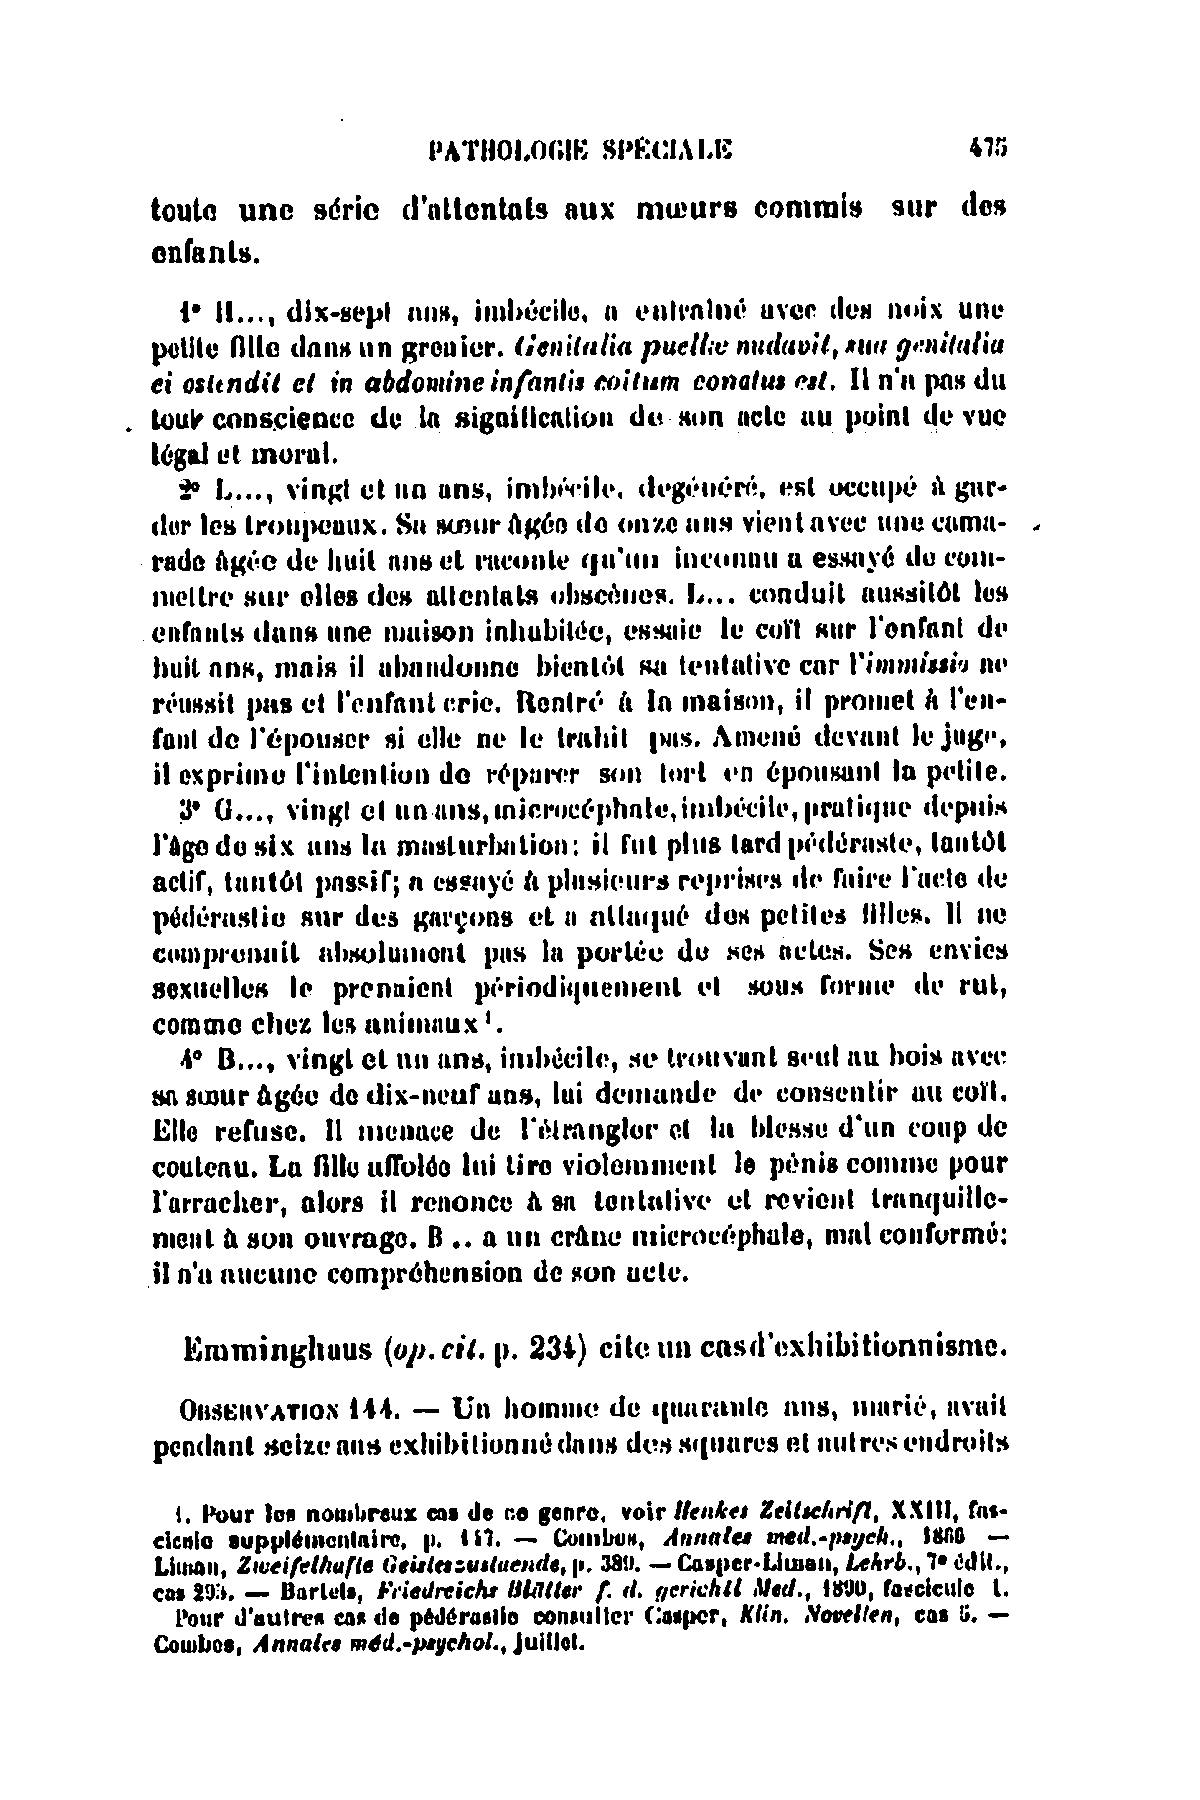 PATHOLOGIE SPÉCIALE 475
toute une série d'attentats aux mœurs commis sur des
enfants.
1° H..., dix-sept ans, imbécile, a entraîné avec des noix une
petite fille dans un grenier. Genitalia puellæ nudavit, sua genitalia
ei ostendit et in abdomine infantis coitum conatus est. Il n'a pas du
tout conscience de la signification de son acte au point de vue
légal et moral.
2° L..., vingt et un ans, imbécile, degénéré, est occupé à gar-
der les troupeaux. Sa sœur âgée de onze ans vient avec une cama-
rade âgée de huit ans et raconte qu'un inconnu a essayé de com-
mettre sur elles des attentats obscènes. L... conduit aussitôt les
enfants dans une maison inhabitée, essaie le coït sur l'enfant de
huit ans, mais il abandonne bientôt sa tentative car l'immissio ne
réussit pas et l'enfant crie. Rentré à la maison, il promet à l'en-
fant de l'épouser si elle ne le trahit pas. Amené devant le juge,
il exprime l'intention de réparer son tort en épousant la petite.
3° G..., vingt et un ans, microcéphale, imbécile, pratique depuis
l'âge de six ans la masturbation; il fut plus tard pédéraste, tantôt
actif, tantôt passif; a essayé à plusieurs reprises de faire l'acte de
pédérastie sur des garçons et a attaqué des petites filles. Il ne
comprenait absolument pas la portée de ses actes. Ses envies
sexuelles le prenaient périodiquement et sous forme de rut,
comme chez les animaux¹.
4° B..., vingt et un ans, imbécile, se trouvant seul au bois avec
sa sœur âgée de dix-neuf ans, lui demande de consentir au coït.
Elle refuse. Il menace de l'étrangler et la blesse d'un coup de
couteau. La fille affolée lui tire violemment le pénis comme pour
l'arracher, alors il renonce à sa tentative et revient tranquille-
ment à son ouvrage. B .. a un crâne microcéphale, mal conformé;
il n'a aucune compréhension de son acte.
Emminghaus (op. cit. p. 234) cite un cas d'exhibitionnisme.
OBSERVATION 144. — Un homme de quarante ans, marié, avait
pendant seize ans exhibitionné dans des squares et autres endroits
1. Pour les nombreux cas de ce genre, voir Henkes Zeitschrift, XXIII, fas-
cicule supplémentaire, p. 147. — Combes, Annales med.-psych., 1866 —
Liman, Zweifelhafte Geisteszustaende, p. 389. — Casper-Liman, Lehrb., 7° édit.,
cas 295. — Bartels, Friedreichs Blätter f. d. gerichtl Med., 1890, fascicule 1.
Pour d'autres cas de pédérastie consulter Casper, Klin. Novellen, cas 5. —
Combes, Annales méd.-psychol., juillet.